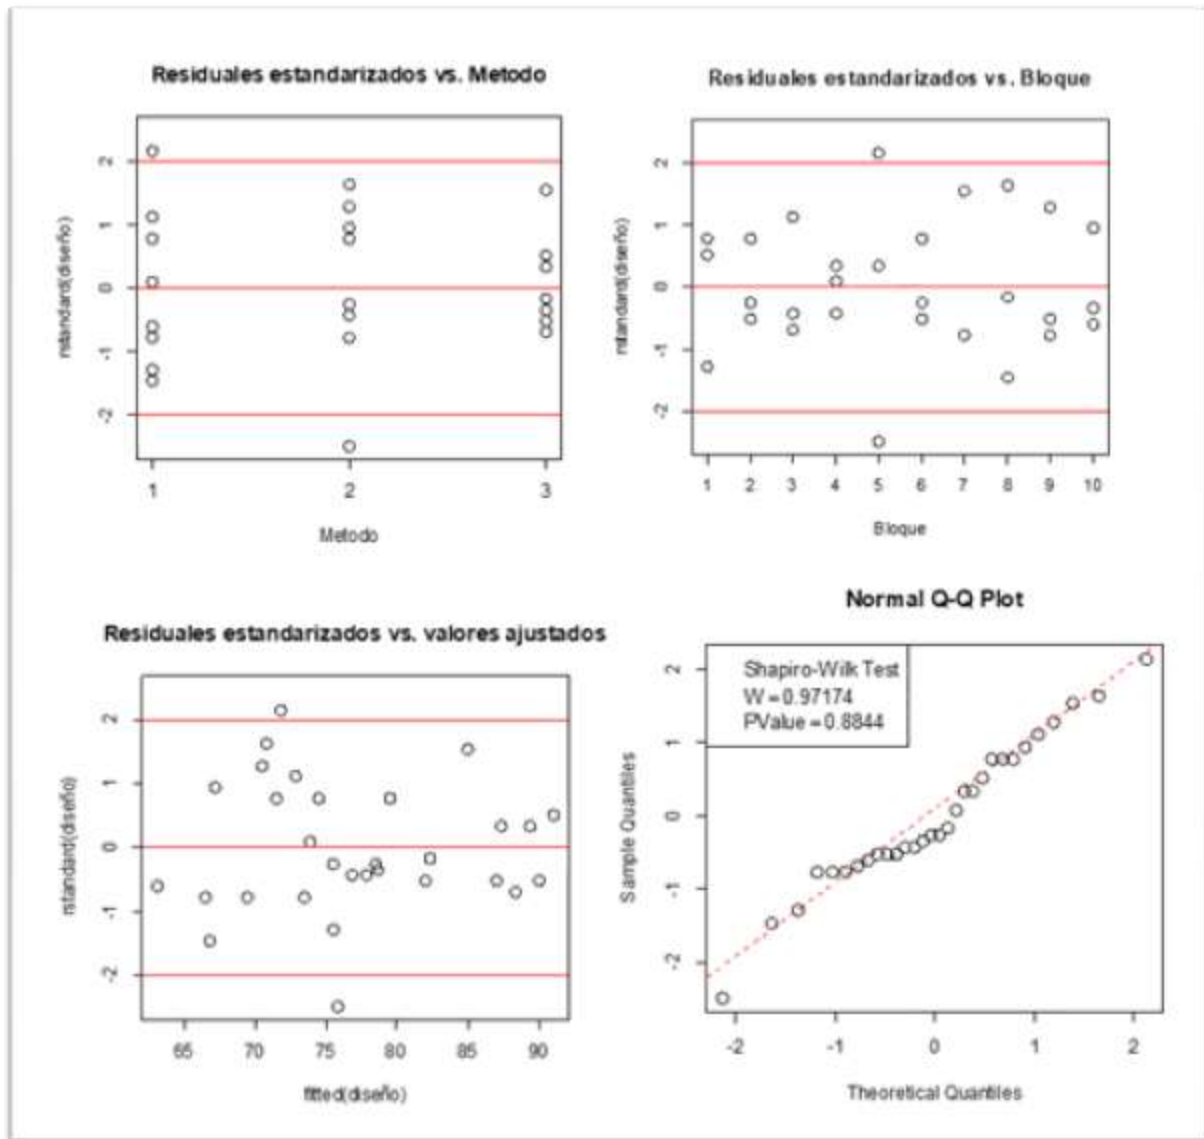 Residuales estandarizados vs. Metodo
rstandard(diseño)
2
1
0
-1
-2
1
2
3
Metodo
Residuales estandarizados vs. Bloque
rstandard(diseño)
2
1
0
-1
-2
1
2
3
4
5
6
7
8
9
10
Bloque
Residuales estandarizados vs. valores ajustados
rstandard(diseño)
2
1
0
-1
-2
65
70
75
80
85
90
fitted(diseño)
Normal Q-Q Plot
Shapiro-Wilk Test
W = 0.97174
PValue = 0.8844
Sample Quantiles
2
1
0
-1
-2
-2
-1
0
1
2
Theoretical Quantiles